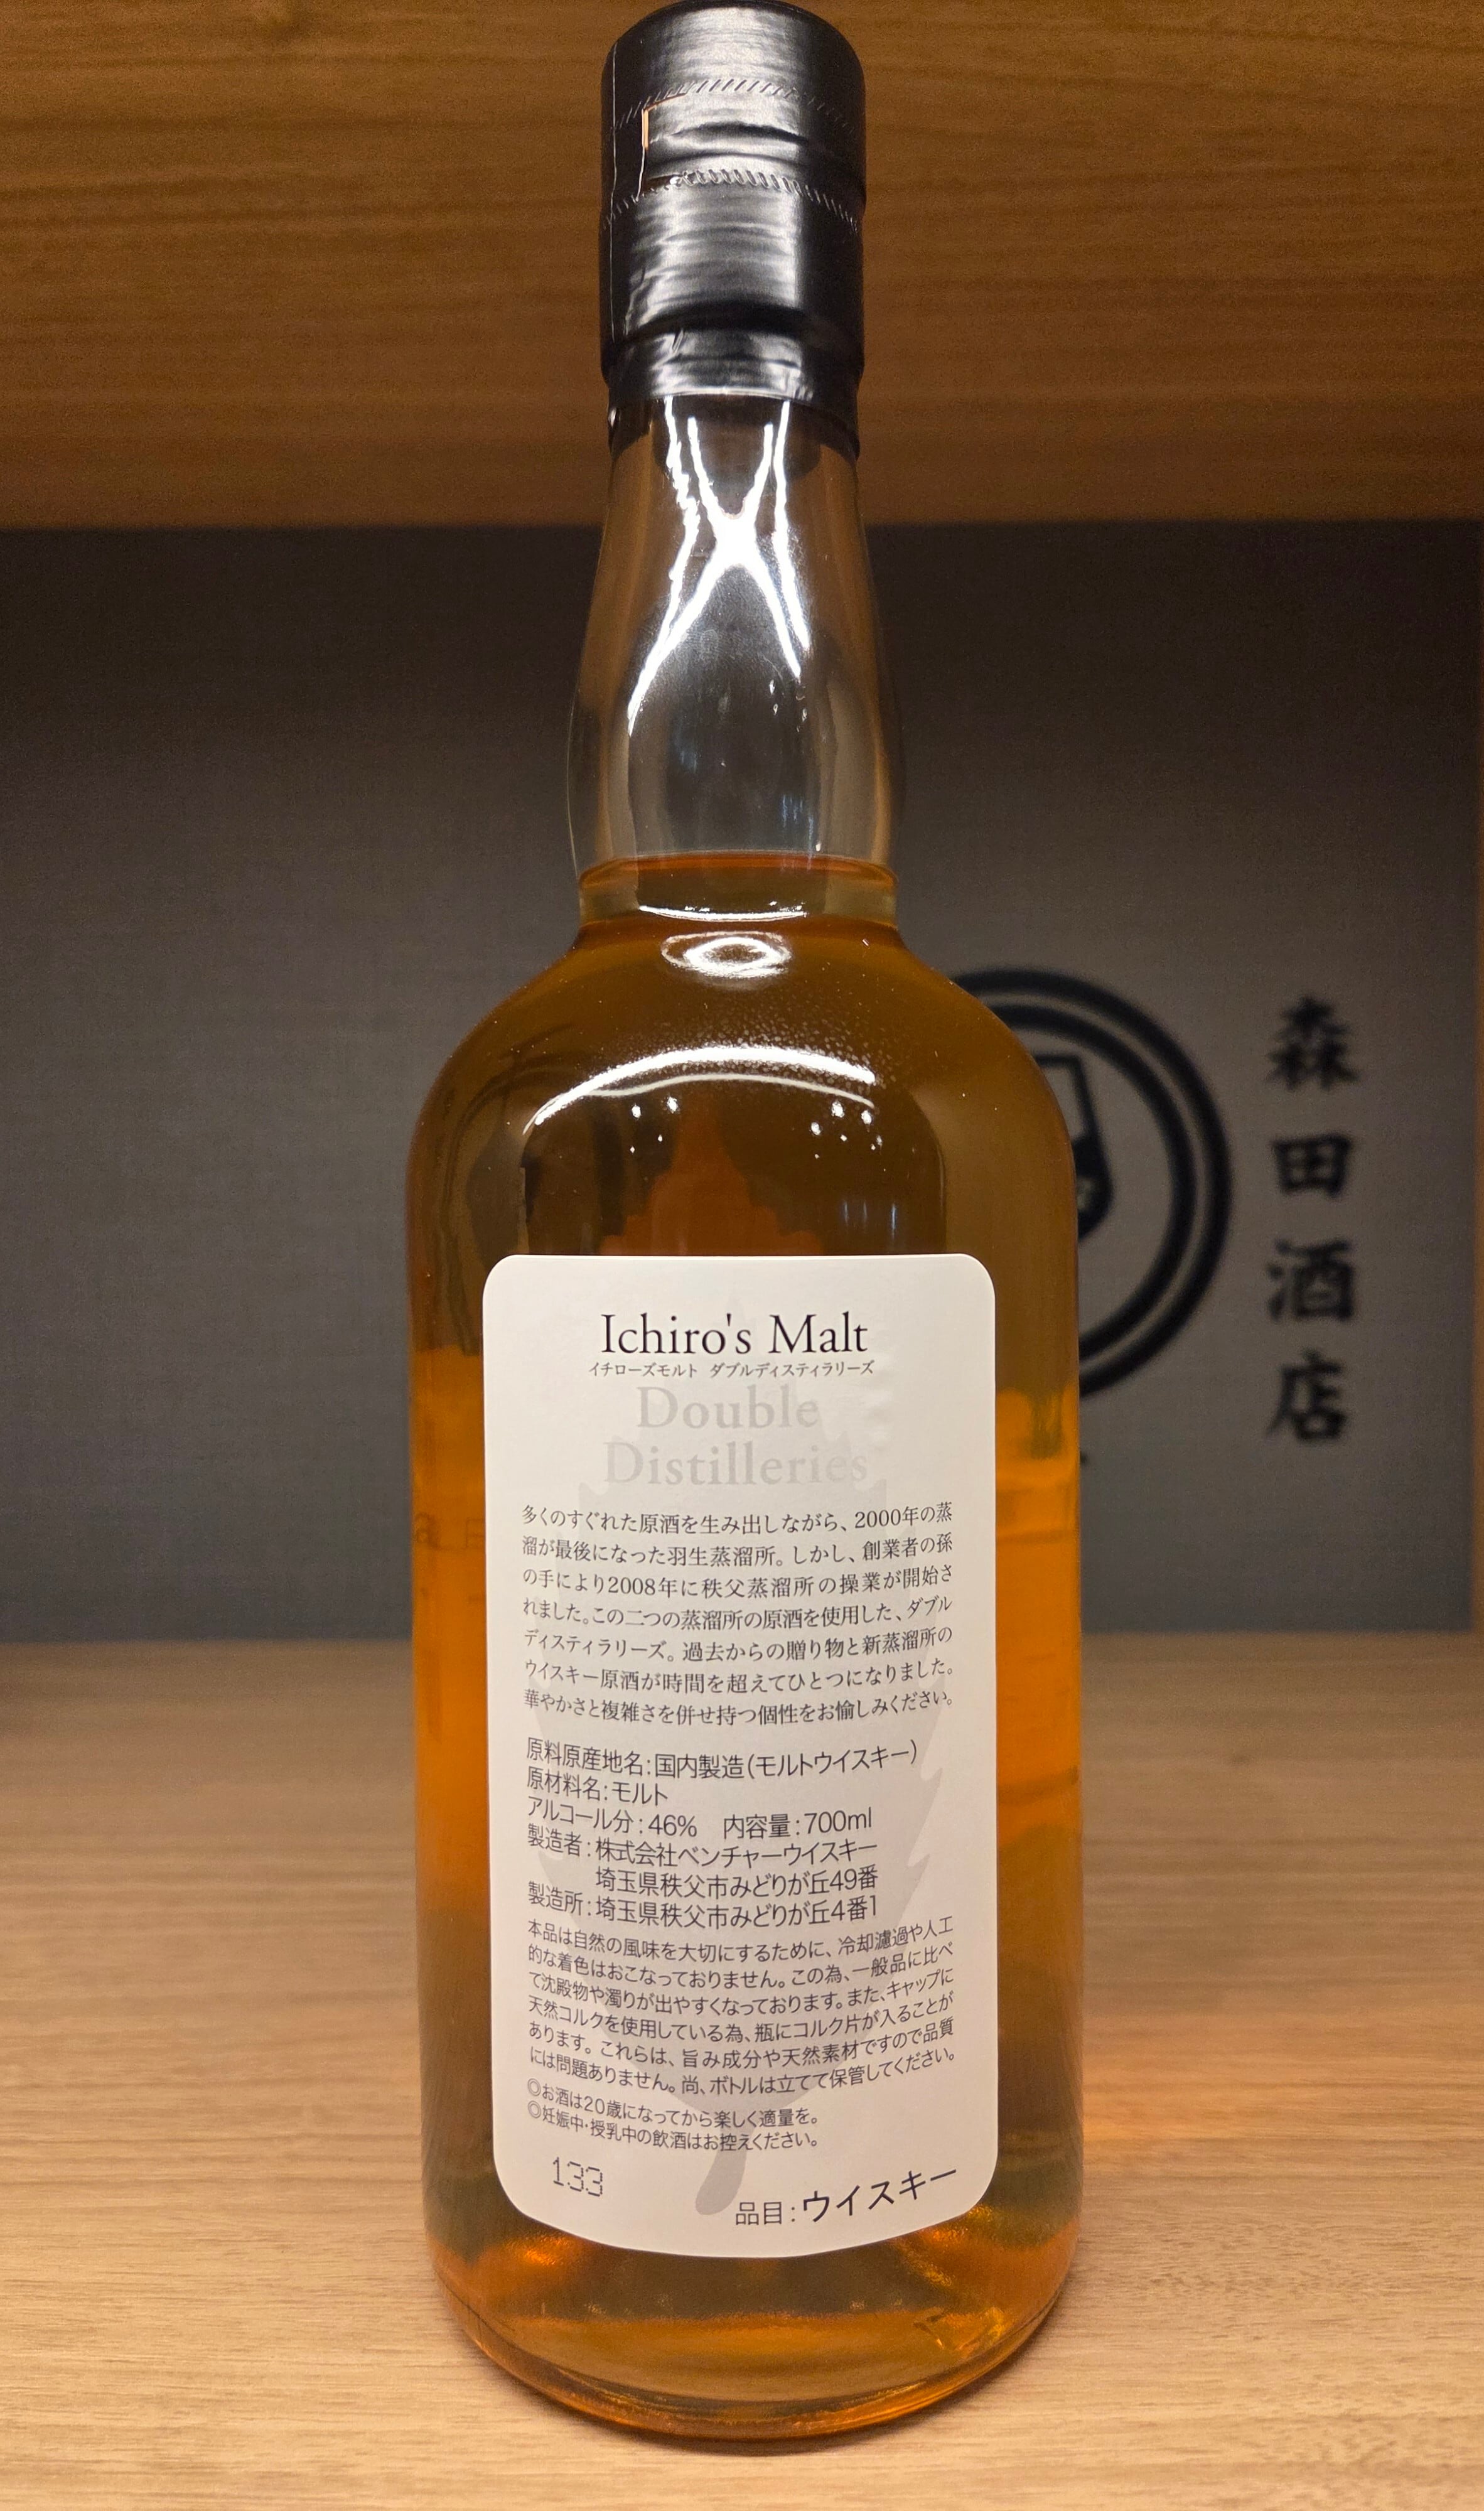 Ichiro's Malt
イチローズモルト ダブルディスティラリーズ
Double
Distilleries
多くのすぐれた原酒を生み出しながら、2000年の蒸
溜が最後になった羽生蒸溜所。しかし、創業者の孫
の手により2008年に秩父蒸溜所の操業が開始さ
れました。この二つの蒸溜所の原酒を使用した、ダブル
ディスティラリーズ。過去からの贈り物と新蒸溜所の
ウイスキー原酒が時間を超えてひとつになりました。
華やかさと複雑さを併せ持つ個性をお愉しみください。
原料原産地名:国内製造(モルトウイスキー)
原材料名:モルト
アルコール分:46% 内容量:700ml
製造者:株式会社ベンチャーウイスキー
埼玉県秩父市みどりが丘49番
製造所:埼玉県秩父市みどりが丘4番1
本品は自然の風味を大切にするために、冷却濾過や人工
的な着色はおこなっておりません。この為、一般品に比べ
て沈殿物や濁りが出やすくなっております。また、キャップに
天然コルクを使用している為、瓶にコルク片が入ることが
あります。これらは、旨み成分や天然素材ですので品質
には問題ありません。尚、ボトルは立てて保管してください。
◎お酒は20歳になってから楽しく適量を。
◎妊娠中・授乳中の飲酒はお控えください。
133
品目:ウイスキー
森田酒店